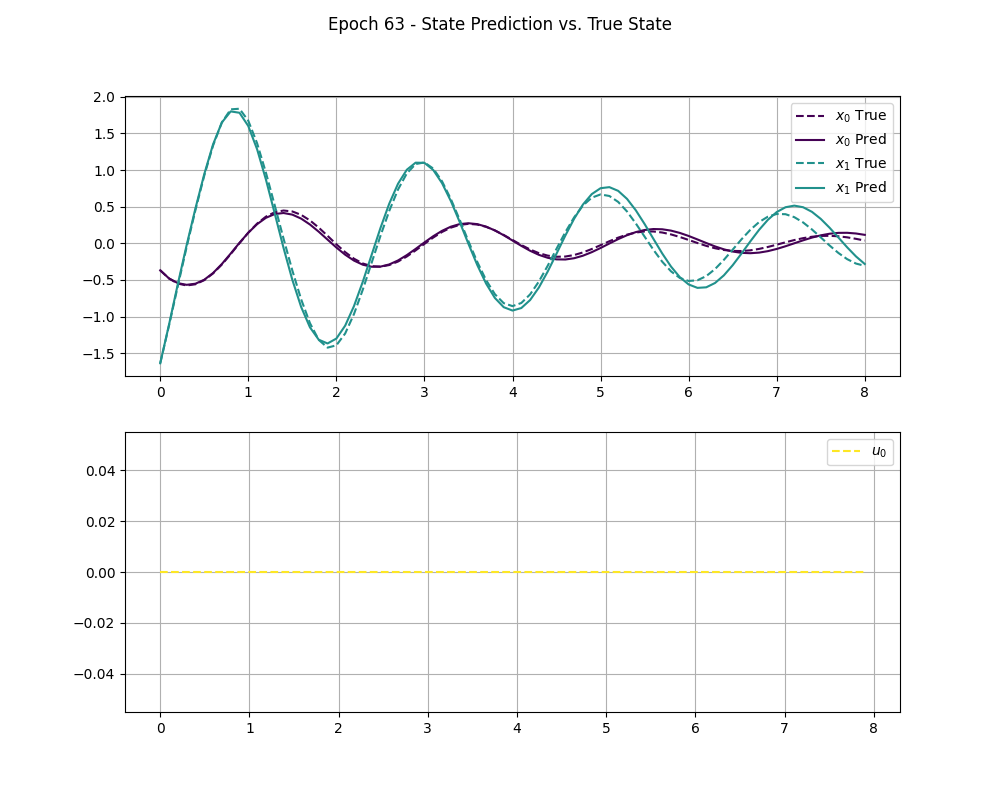 Epoch 63 - State Prediction vs. True State
2.0
1.5
1.0
0.5
0.0
−0.5
−1.0
−1.5
x₀ True
x₀ Pred
x₁ True
x₁ Pred
0 1 2 3 4 5 6 7 8
0.04
0.02
0.00
−0.02
−0.04
u₀
0 1 2 3 4 5 6 7 8